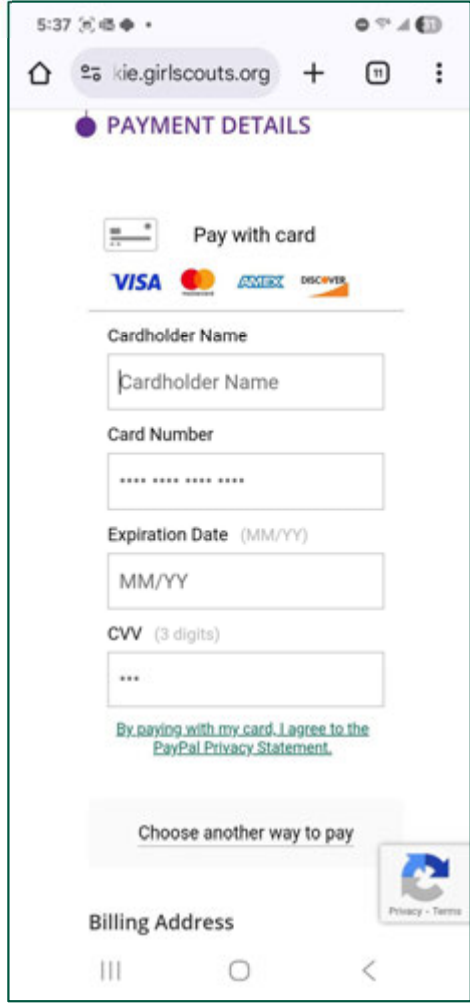 5:37
kie.girlscouts.org
11
31
PAYMENT DETAILS
Pay with card
VISA
AMEX
DISCOVER
Cardholder Name
Cardholder Name
Card Number
•••• •••• •••• ••••
Expiration Date (MM/YY)
MM/YY
CVV (3 digits)
•••
By paying with my card, I agree to the
PayPal Privacy Statement.
Choose another way to pay
Privacy - Terms
Billing Address